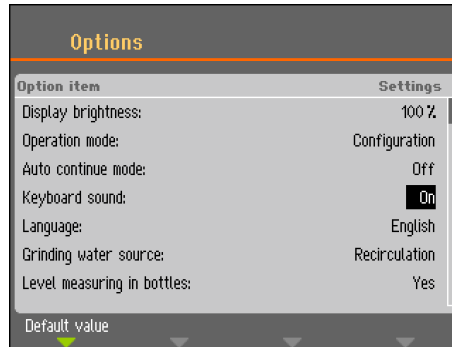 Options
Option item Settings
Display brightness: 100 %
Operation mode: Configuration
Auto continue mode: Off
Keyboard sound: On
Language: English
Grinding water source: Recirculation
Level measuring in bottles: Yes
Default value